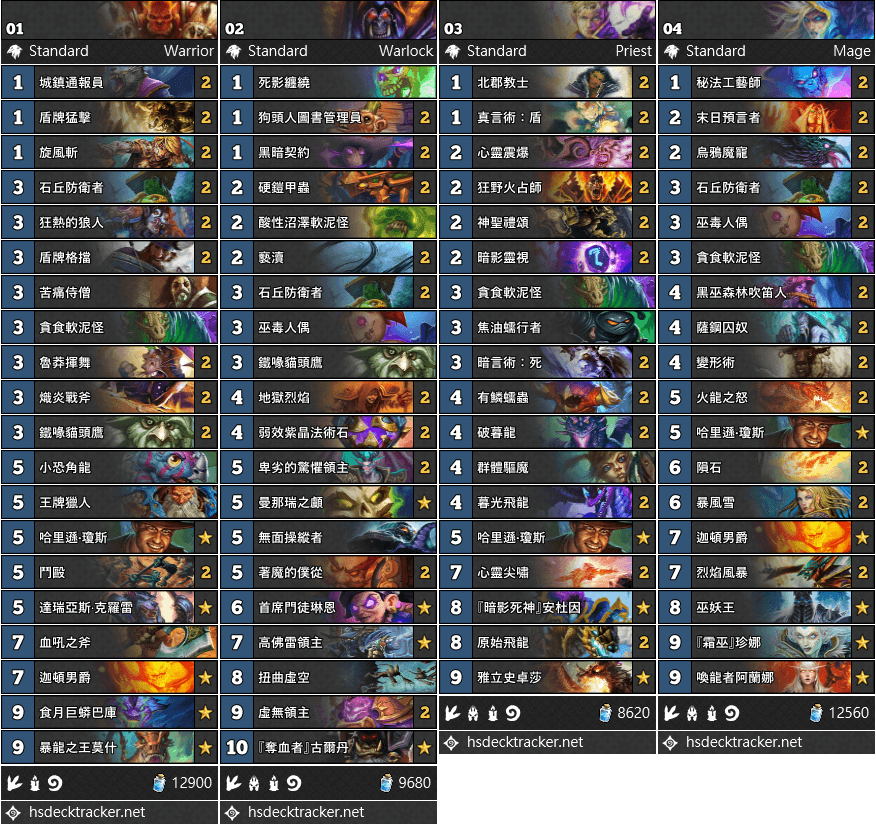 01
Standard Warrior
1 城鎮通報員 2
1 盾牌猛擊 2
1 旋風斬 2
3 石丘防衛者 2
3 狂熱的狼人 2
3 盾牌格擋 2
3 苦痛侍僧
3 貪食軟泥怪
3 魯莽揮舞 2
3 熾炎戰斧 2
3 鐵喙貓頭鷹 2
5 小恐角龍
5 王牌獵人
5 哈里遜·瓊斯 ★
5 鬥毆 2
5 達瑞亞斯·克羅雷 ★
7 血吼之斧
7 迦頓男爵 ★
9 食月巨蟒巴庫 ★
9 暴龍之王莫什 ★
12900
hsdecktracker.net
02
Standard Warlock
1 死影纏繞
1 狗頭人圖書管理員 2
1 黑暗契約 2
2 硬鎧甲蟲 2
2 酸性沼澤軟泥怪
2 褻瀆 2
3 石丘防衛者 2
3 巫毒人偶
3 鐵喙貓頭鷹
4 地獄烈焰 2
4 弱效紫晶法術石 2
5 卑劣的驚懼領主 2
5 曼那瑞之顱 ★
5 無面操縱者
5 著魔的僕從 2
6 首席門徒琳恩 ★
7 高佛雷領主 ★
8 扭曲虛空
9 虛無領主 2
10 『奪血者』古爾丹 ★
9680
hsdecktracker.net
03
Standard Priest
1 北郡教士 2
1 真言術：盾 2
2 心靈震爆 2
2 狂野火占師 2
2 神聖禮頌 2
2 暗影靈視 2
3 貪食軟泥怪
3 焦油蠕行者
3 暗言術：死 2
4 有鱗蠕蟲 2
4 破暮龍 2
4 群體驅魔
4 暮光飛龍 2
5 哈里遜·瓊斯 ★
7 心靈尖嘯 2
8 『暗影死神』安杜因 ★
8 原始飛龍 2
9 雅立史卓莎 ★
8620
hsdecktracker.net
04
Standard Mage
1 秘法工藝師 2
2 末日預言者 2
2 烏鴉魔寵 2
3 石丘防衛者 2
3 巫毒人偶 2
3 貪食軟泥怪
4 黑巫森林吹笛人 2
4 薩鋼囚奴 2
4 變形術 2
5 火龍之怒 2
5 哈里遜·瓊斯 ★
6 隕石 2
6 暴風雪 2
7 迦頓男爵 ★
7 烈焰風暴 2
8 巫妖王 ★
9 『霜巫』珍娜 ★
9 喚龍者阿蘭娜 ★
12560
hsdecktracker.net